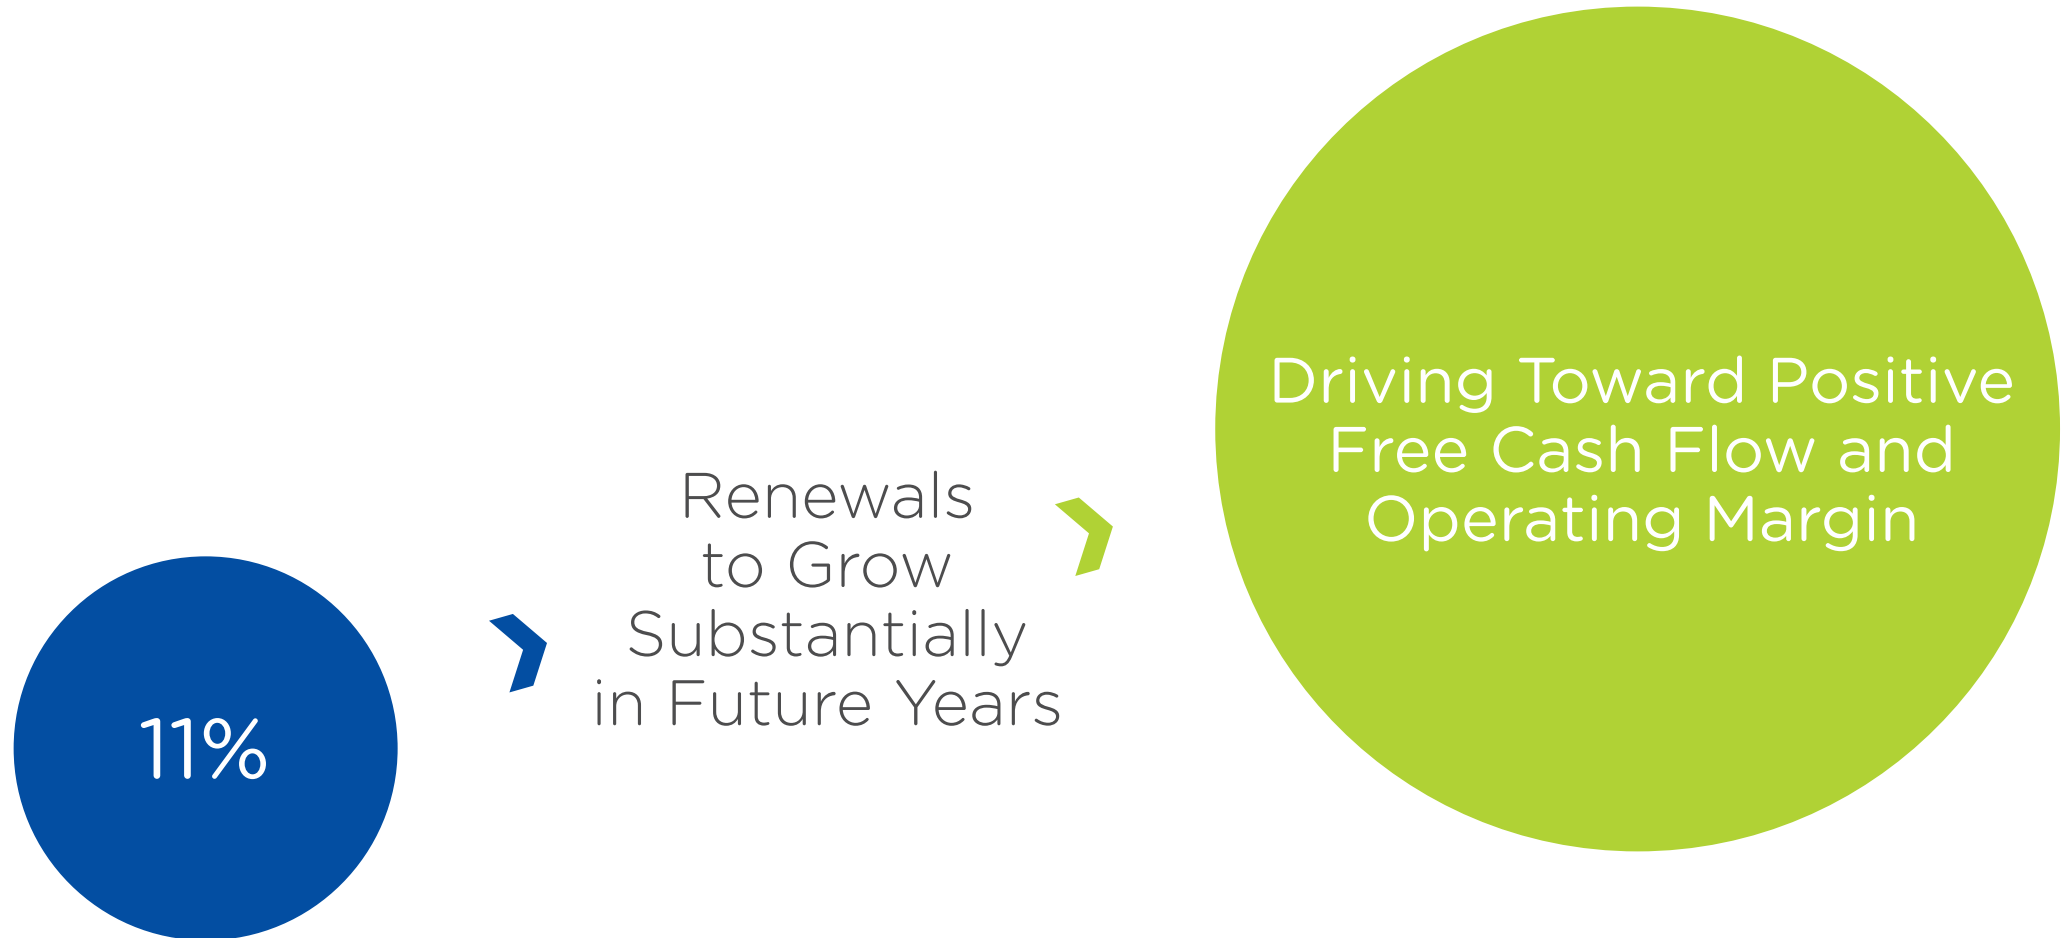 11%
Renewals
to Grow
Substantially
in Future Years
Driving Toward Positive
Free Cash Flow and
Operating Margin